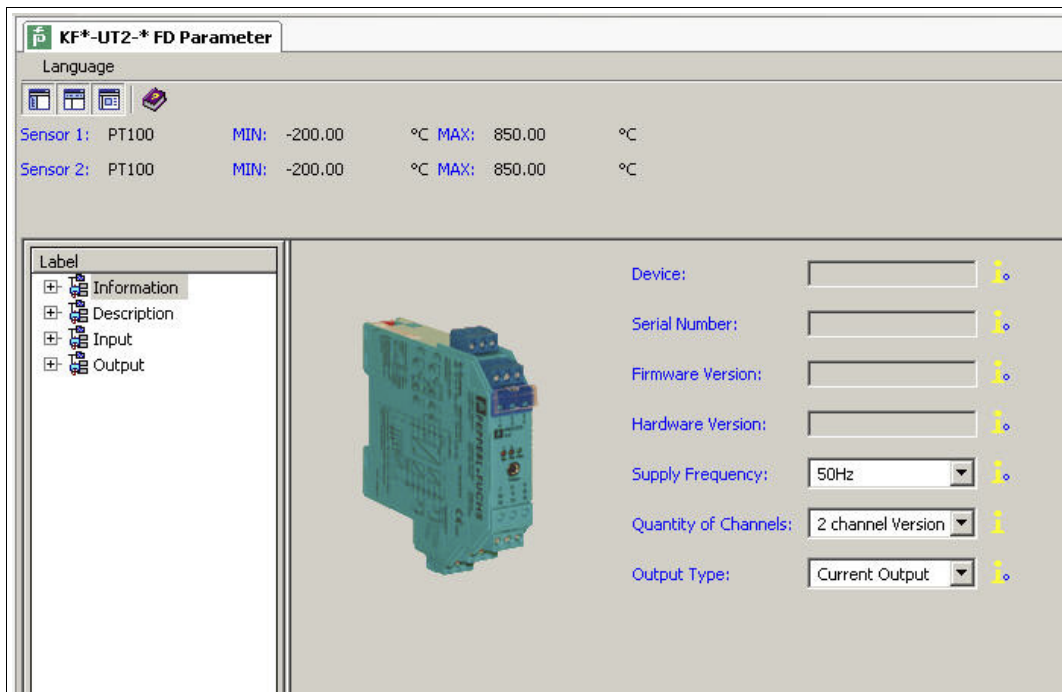 KF*-UT2-* FD Parameter
Language
Sensor 1: PT100 MIN: -200.00 °C MAX: 850.00 °C
Sensor 2: PT100 MIN: -200.00 °C MAX: 850.00 °C
Label
Information
Description
Input
Output
PEPPERL+FUCHS
Device:
Serial Number:
Firmware Version:
Hardware Version:
Supply Frequency: 50Hz
Quantity of Channels: 2 channel Version
Output Type: Current Output